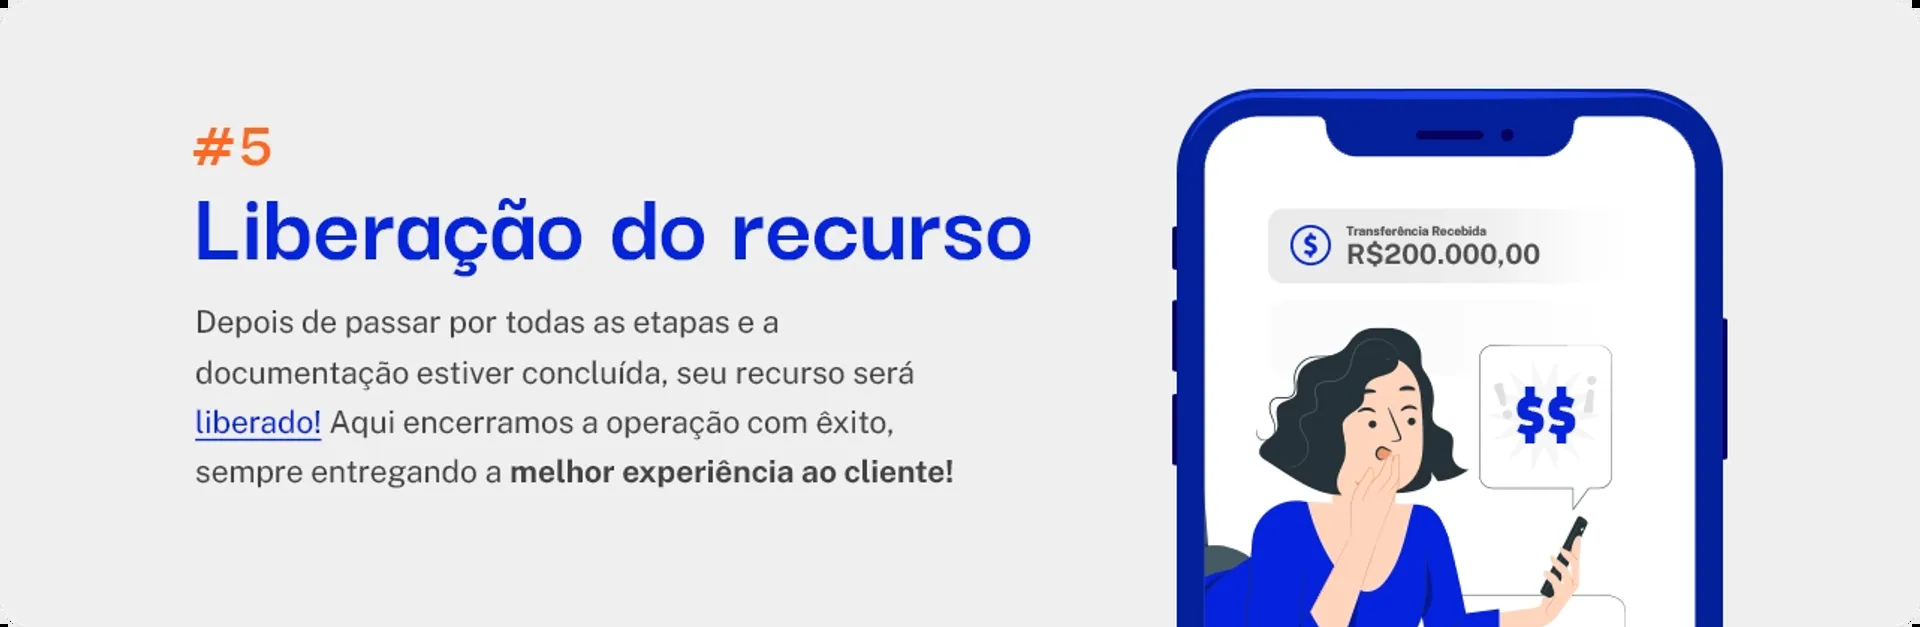 #5
Liberação do recurso
Depois de passar por todas as etapas e a
documentação estiver concluída, seu recurso será
liberado! Aqui encerramos a operação com êxito,
sempre entregando a melhor experiência ao cliente!
Transferência Recebida
R$200.000,00
! $$ ¡